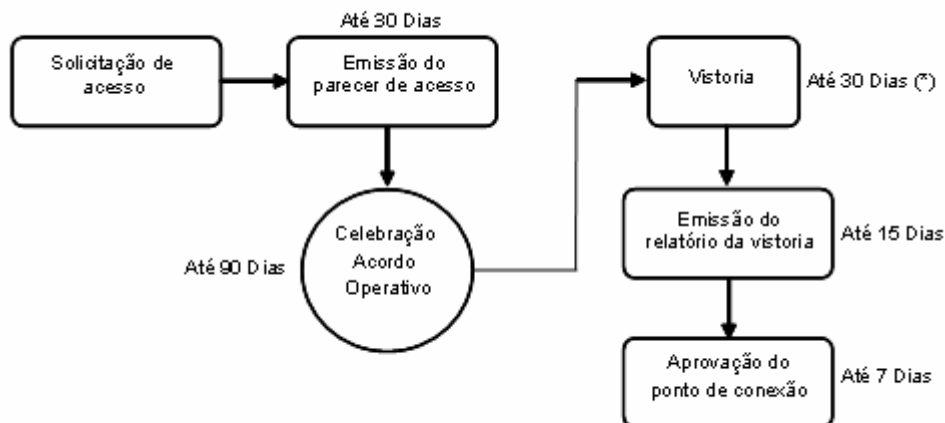 Até 30 Dias
Solicitação de
acesso
Emissão do
parecer de acesso
Celebração
Acordo
Operativo
Até 90 Dias
Vistoria
Até 30 Dias (*)
Emissão do
relatório da vistoria
Até 15 Dias
Aprovação do
ponto de conexão
Até 7 Dias